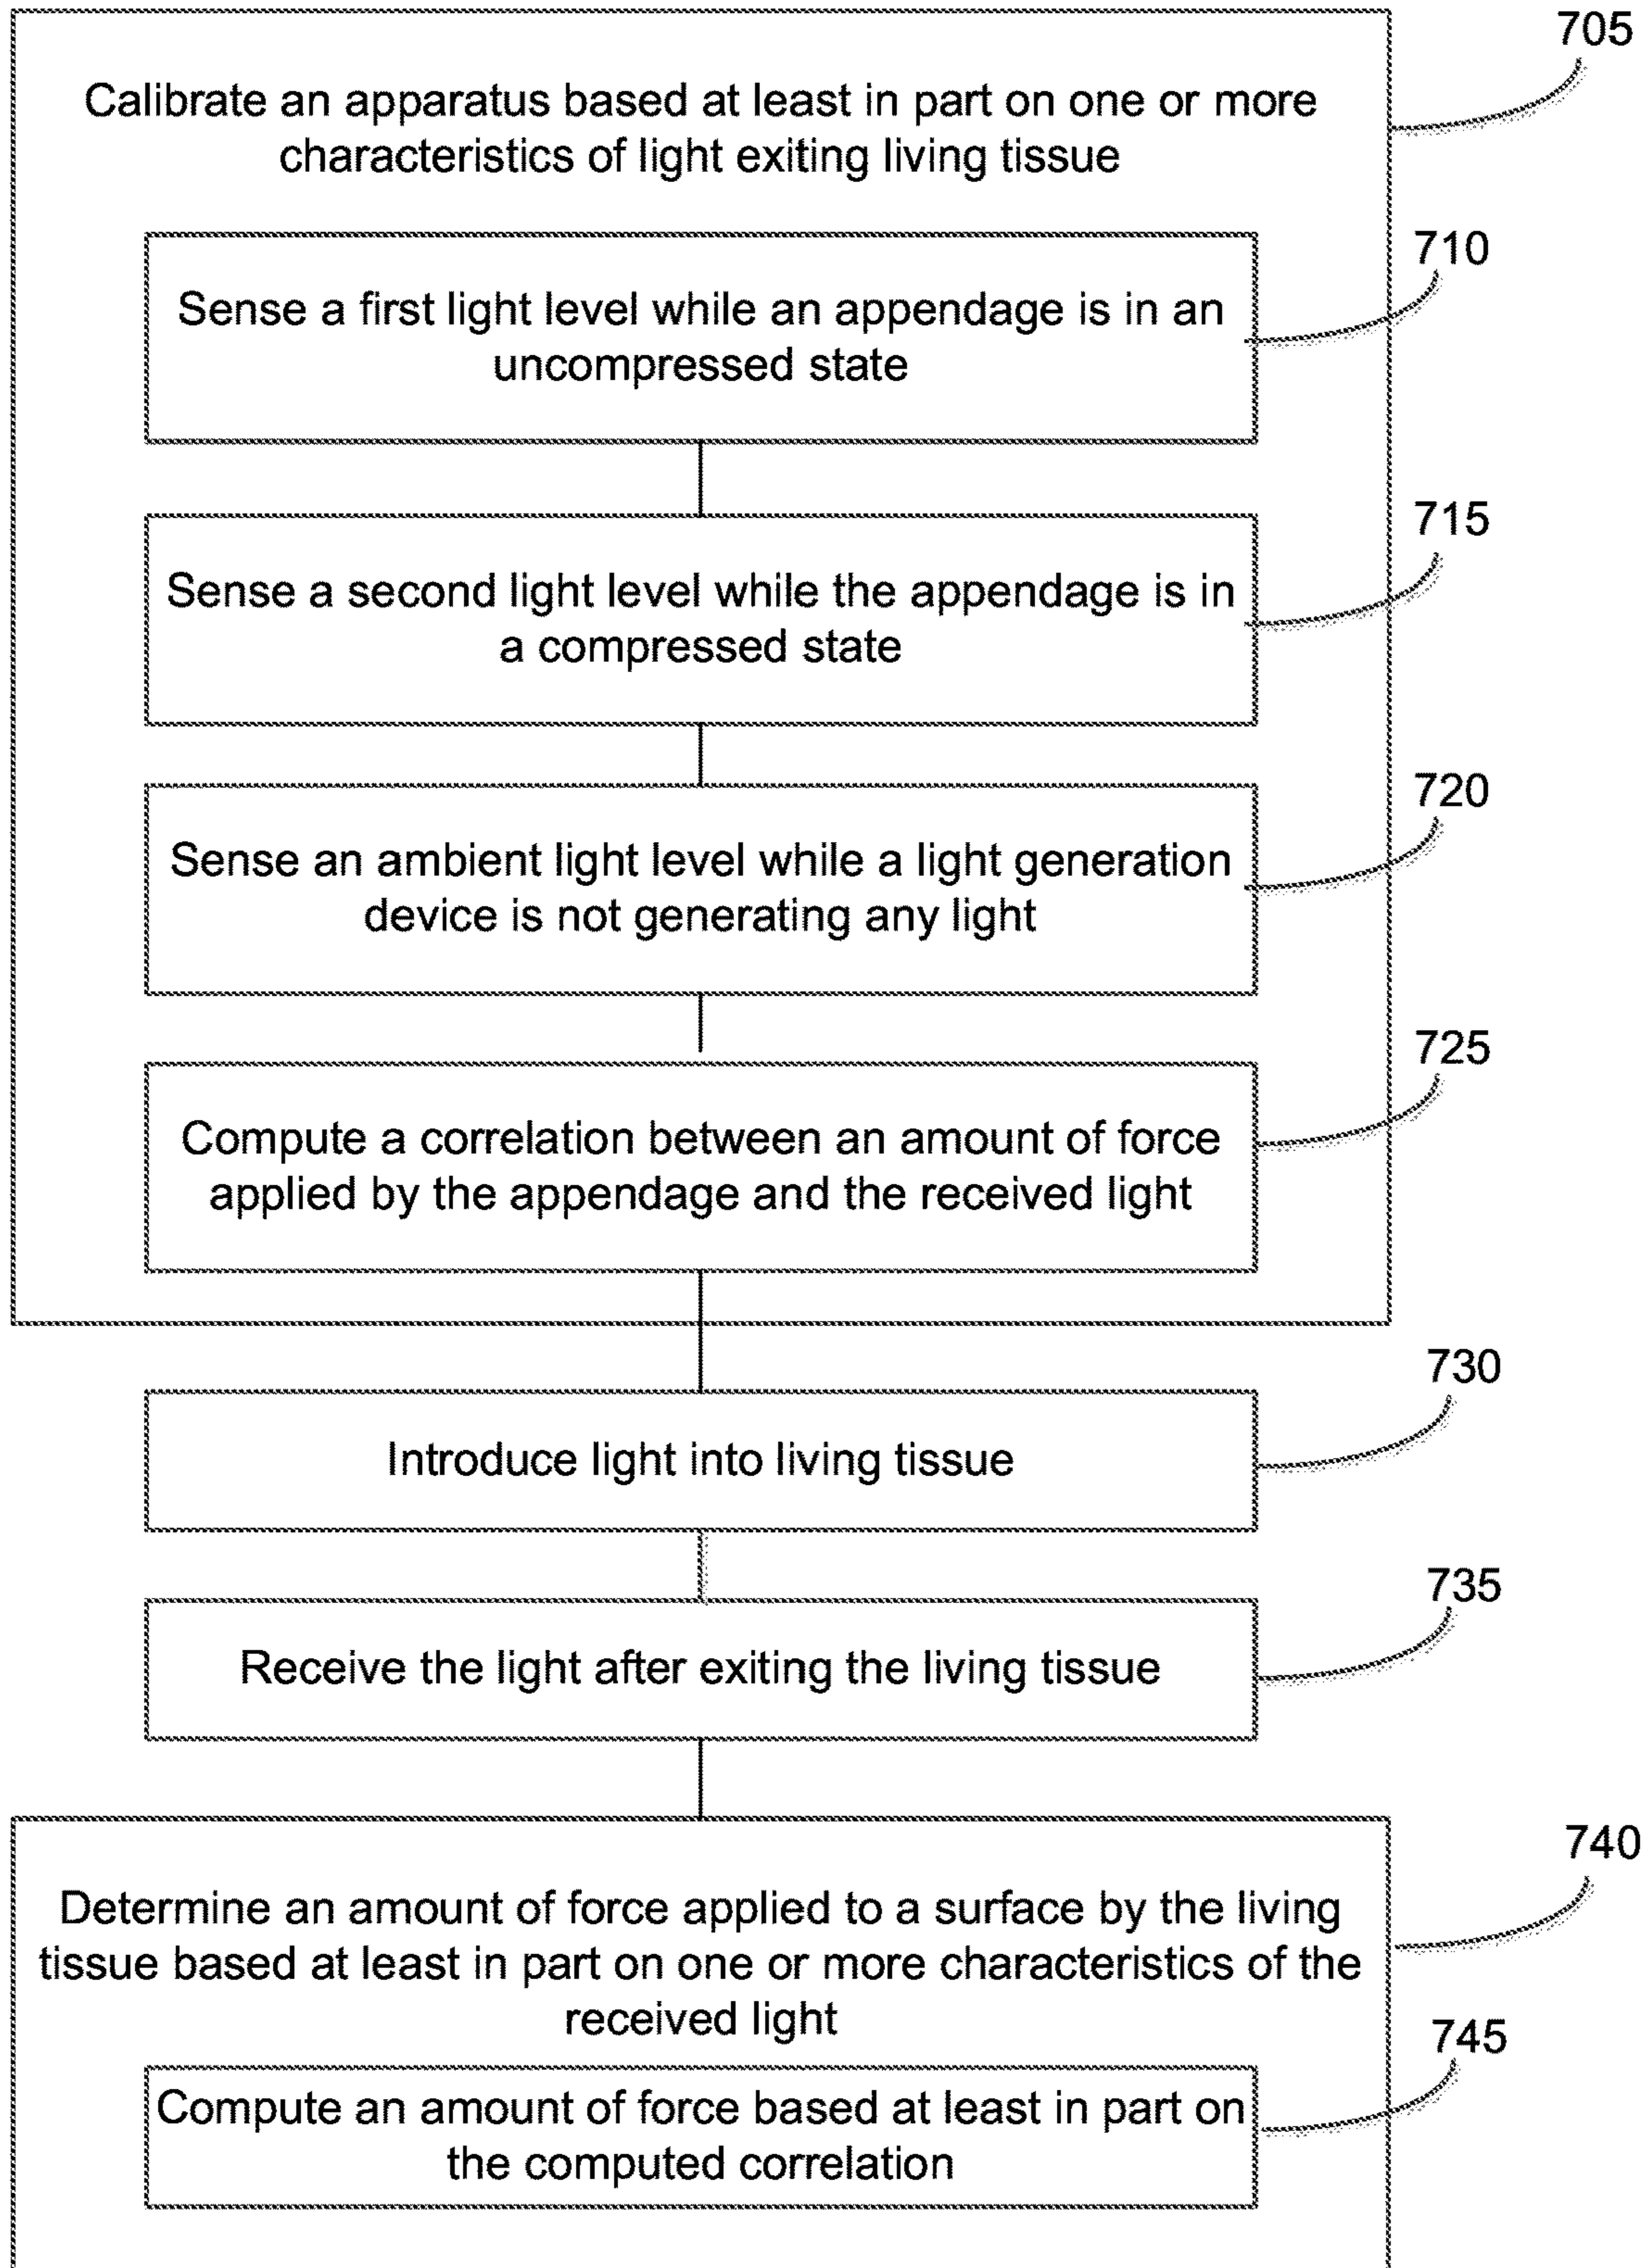 705
Calibrate an apparatus based at least in part on one or more
characteristics of light exiting living tissue
710
Sense a first light level while an appendage is in an
uncompressed state
715
Sense a second light level while the appendage is in
a compressed state
720
Sense an ambient light level while a light generation
device is not generating any light
725
Compute a correlation between an amount of force
applied by the appendage and the received light
730
Introduce light into living tissue
735
Receive the light after exiting the living tissue
740
Determine an amount of force applied to a surface by the living
tissue based at least in part on one or more characteristics of the
received light
745
Compute an amount of force based at least in part on
the computed correlation